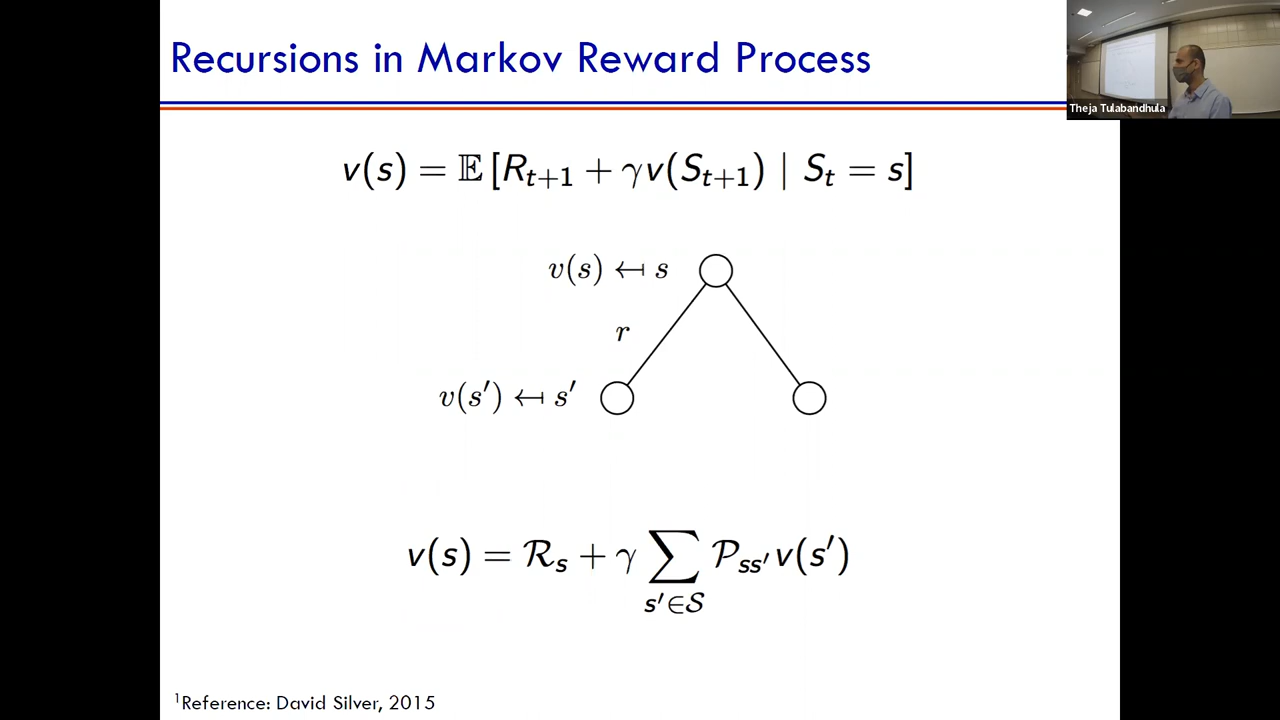 Recursions in Markov Reward Process
Theja Tulabandhula
v(s) = 𝔼 [R_{t+1} + γv(S_{t+1}) | S_t = s]
v(s) ↤ s
r
v(s′) ↤ s′
v(s) = ℛ_s + γ ∑_{s′∈𝒮} 𝒫_{ss′} v(s′)
¹Reference: David Silver, 2015